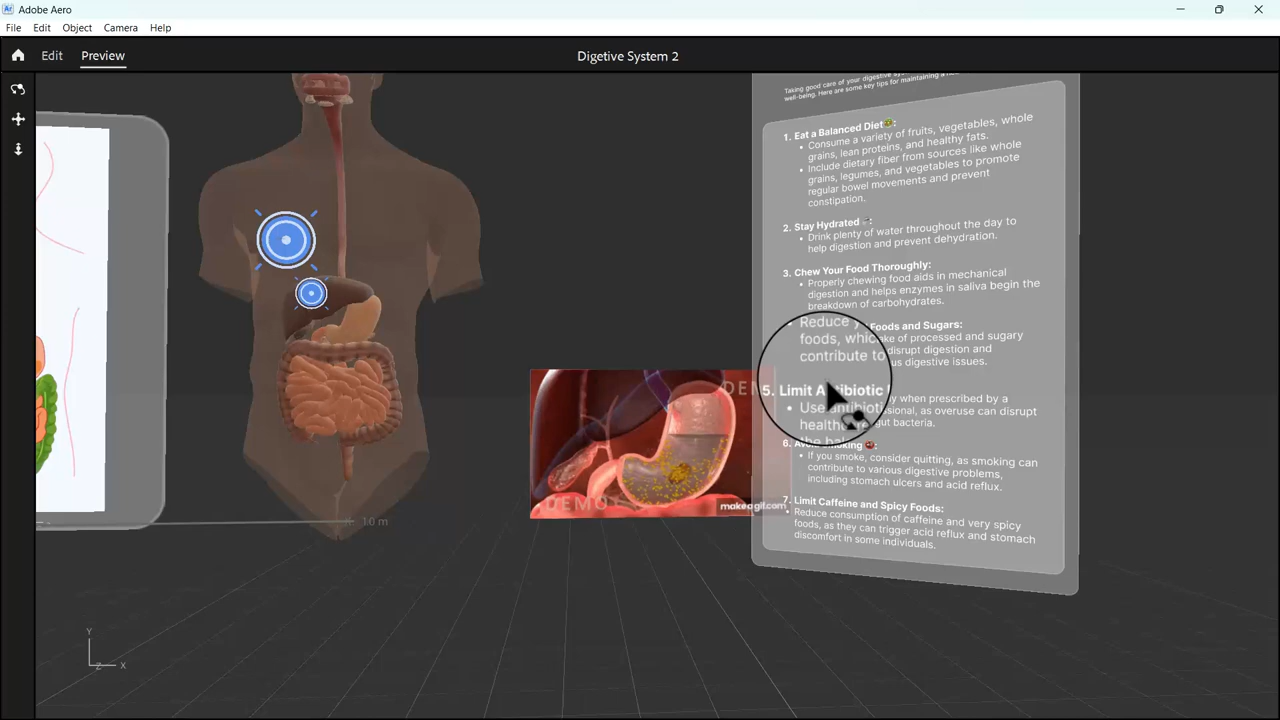 Adobe Aero
File Edit Object Camera Help
Edit Preview Digetive System 2
Taking good care of your digestive
well-being. Here are some key tips for maintaining a
1. Eat a Balanced Diet:
• Consume a variety of fruits, vegetables, whole
grains, lean proteins, and healthy fats.
• Include dietary fiber from sources like whole
grains, legumes, and vegetables to promote
regular bowel movements and prevent
constipation.
2. Stay Hydrated :
• Drink plenty of water throughout the day to
help digestion and prevent dehydration.
3. Chew Your Food Thoroughly:
• Properly chewing food aids in mechanical
digestion and helps enzymes in saliva begin the
breakdown of carbohydrates.
Foods and Sugars:
• Reduce of processed and sugary
foods, disrupt digestion and
contribute to digestive issues.
5. Limit Antibiotic
• Use antibiotic when prescribed by a
as overuse can disrupt
gut bacteria.
6. Avoid Smoking :
• If you smoke, consider quitting, as smoking can
contribute to various digestive problems,
including stomach ulcers and acid reflux.
7. Limit Caffeine and Spicy Foods:
• Reduce consumption of caffeine and very spicy
foods, as they can trigger acid reflux and stomach
discomfort in some individuals.
DEM
DEMO
makeagif.com
1.0 m
Y
Z X